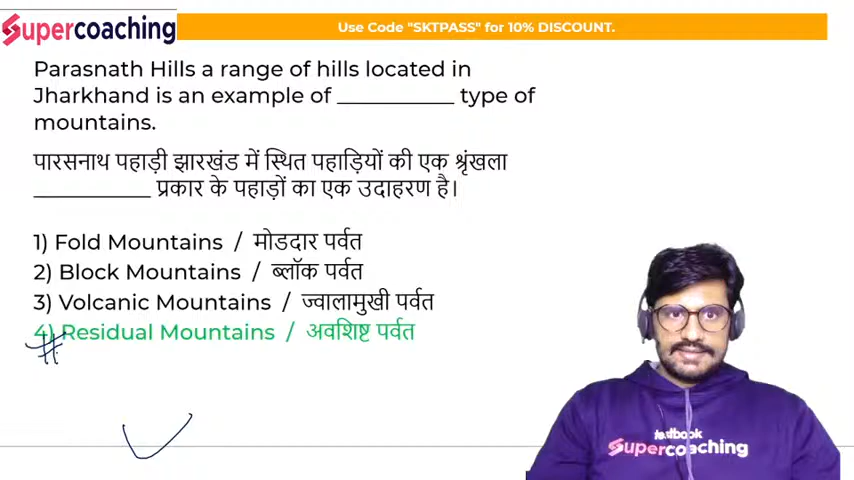 Supercoaching
Use Code "SKTPASS" for 10% DISCOUNT.
Parasnath Hills a range of hills located in
Jharkhand is an example of __________ type of
mountains.
पारसनाथ पहाड़ी झारखंड में स्थित पहाड़ियों की एक श्रृंखला
__________ प्रकार के पहाड़ों का एक उदाहरण है।
1) Fold Mountains / मोडदार पर्वत
2) Block Mountains / ब्लॉक पर्वत
3) Volcanic Mountains / ज्वालामुखी पर्वत
4) Residual Mountains / अवशिष्ट पर्वत
testbook
Supercoaching